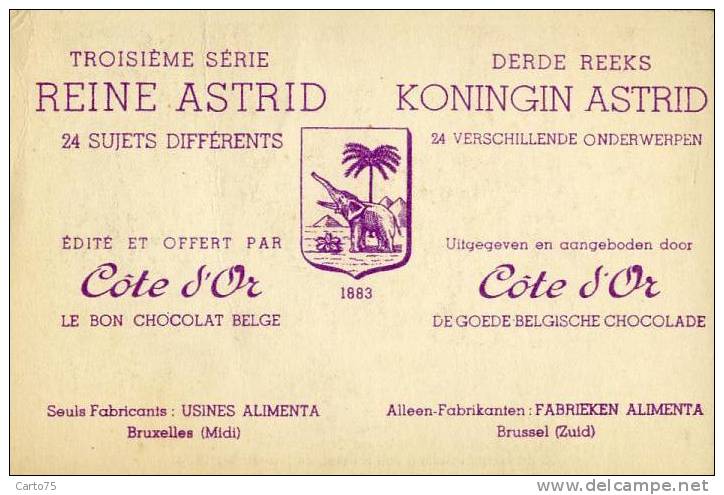 TROISIÈME SÉRIE
REINE ASTRID
24 SUJETS DIFFÉRENTS
ÉDITÉ ET OFFERT PAR
Côte d'Or
LE BON CHOCOLAT BELGE
Seuls Fabricants : USINES ALIMENTA
Bruxelles (Midi)
1883
DERDE REEKS
KONINGIN ASTRID
24 VERSCHILLENDE ONDERWERPEN
Uitgegeven en aangeboden door
Côte d'Or
DE GOEDE BELGISCHE CHOCOLADE
Alleen-Fabrikanten : FABRIEKEN ALIMENTA
Brussel (Zuid)
Carto75
delcampe.net